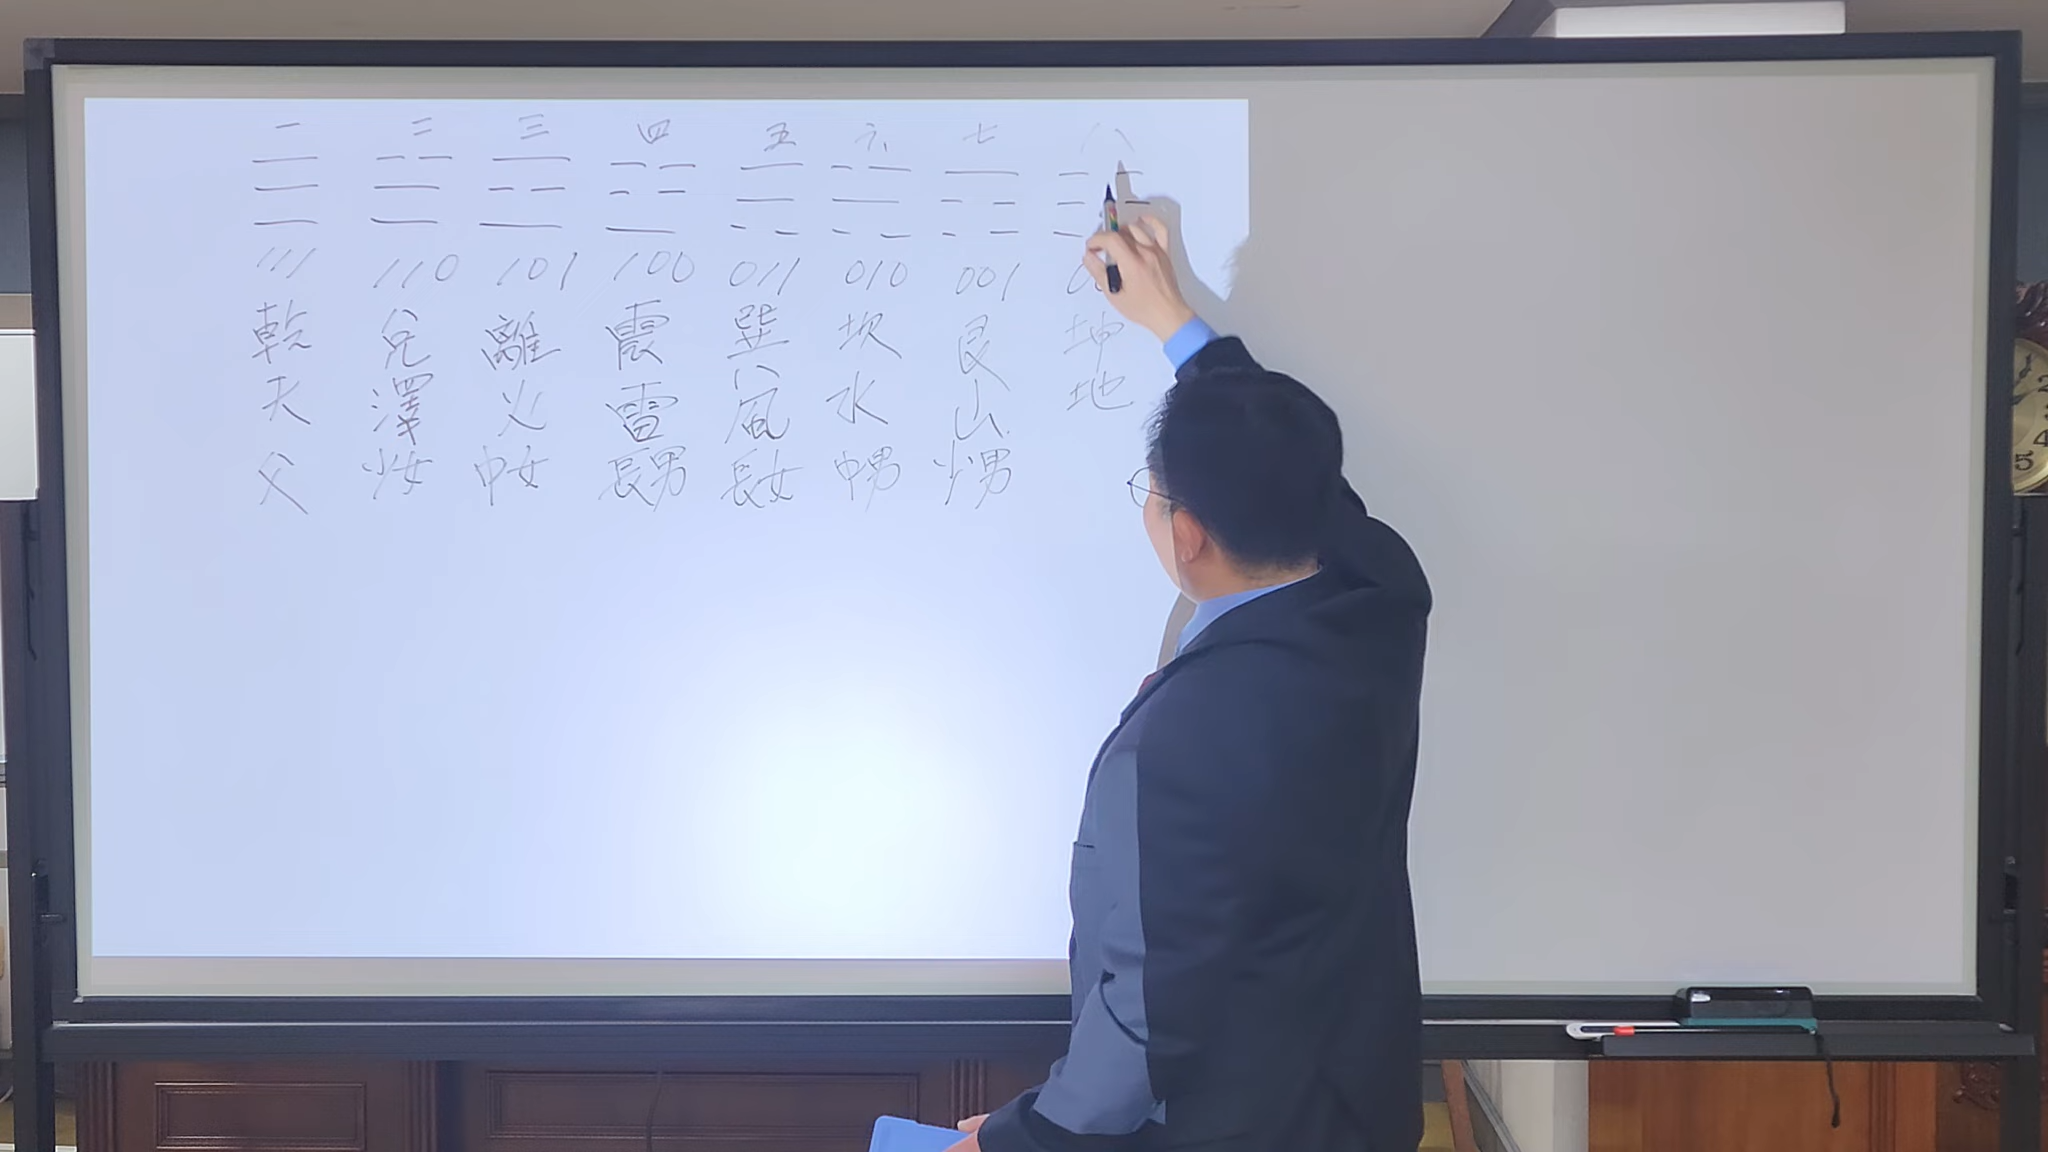 一 二 三 四 五 六 七 八
111 110 101 100 011 010 001
乾 兌 離 震 巽 坎 艮 坤
天 澤 火 雷 風 水 山 地
父 少女 中女 長男 長女 中男 少男